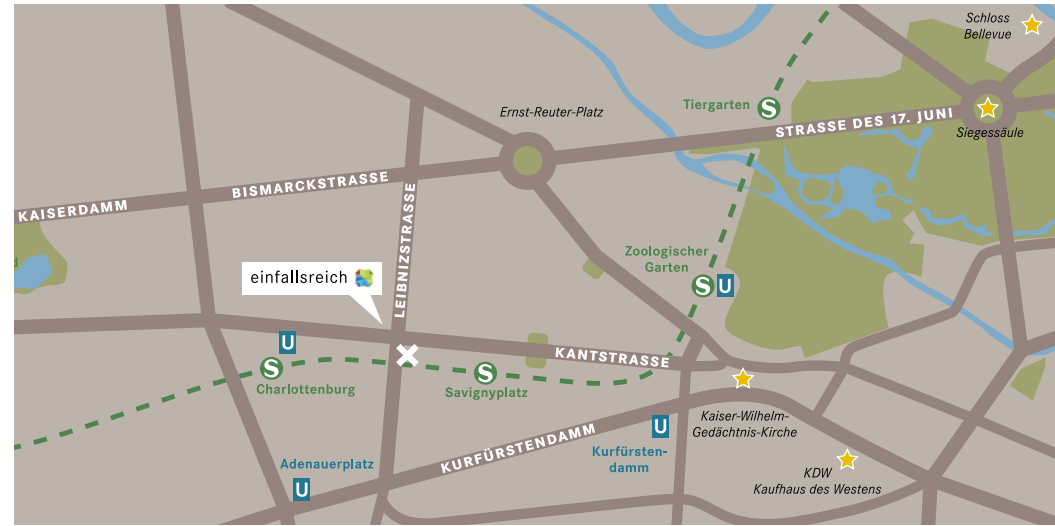 Schloss
Bellevue
Tiergarten
S
Ernst-Reuter-Platz
STRASSE DES 17. JUNI
Siegessäule
BISMARCKSTRASSE
KAISERDAMM
LEIBNIZSTRASSE
Zoologischer
Garten
S
U
d
einfallsreich
U
KANTSTRASSE
S
Charlottenburg
S
Savignyplatz
Kaiser-Wilhelm-
Gedächtnis-Kirche
KURFÜRSTENDAMM
U
Kurfürsten-
damm
Adenauerplatz
U
KDW
Kaufhaus des Westens